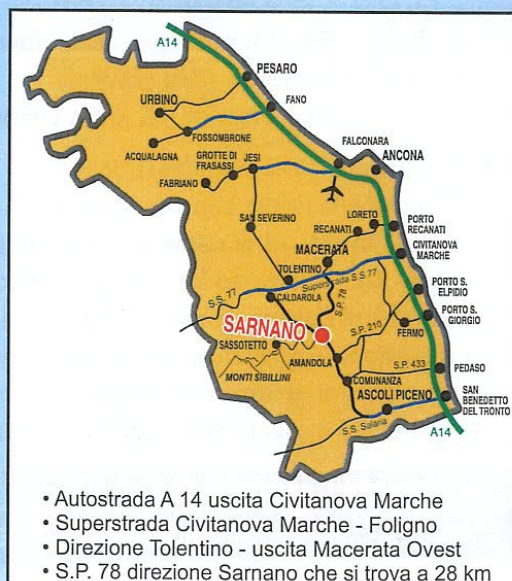 A14
PESARO
URBINO
FANO
FOSSOMBRONE
ACQUALAGNA
GROTTE DI
FRASASSI
JESI
FALCONARA
ANCONA
FABRIANO
SAN SEVERINO
LORETO
RECANATI
PORTO
RECANATI
MACERATA
CIVITANOVA
MARCHE
TOLENTINO
Superstrada S.S. 77
S.S. 77
CALDAROLA
S.P. 78
PORTO S.
ELPIDIO
SARNANO
S.P. 210
FERMO
PORTO S.
GIORGIO
SASSOTETTO
AMANDOLA
S.P. 433
PEDASO
MONTI SIBILLINI
COMUNANZA
ASCOLI PICENO
SAN
BENEDETTO
DEL TRONTO
S.S. Salaria
A14
• Autostrada A 14 uscita Civitanova Marche
• Superstrada Civitanova Marche - Foligno
• Direzione Tolentino - uscita Macerata Ovest
• S.P. 78 direzione Sarnano che si trova a 28 km